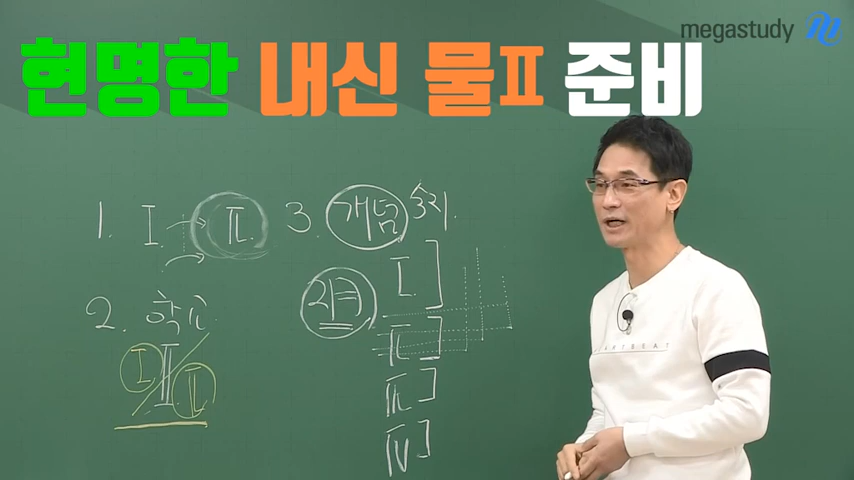 megastudy
현명한 내신 물Ⅱ 준비
1. Ⅰ Ⅱ
2. 학교
Ⅰ Ⅱ
3. 개념
Ⅰ
Ⅱ
Ⅲ
Ⅳ
HEARTBEAT